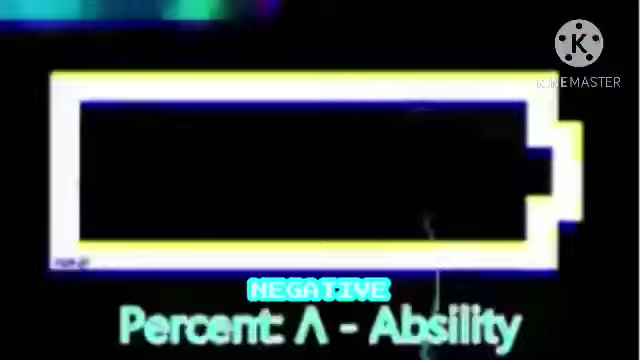 K
KINEMASTER
NEGATIVE
Percent: Λ - Absility